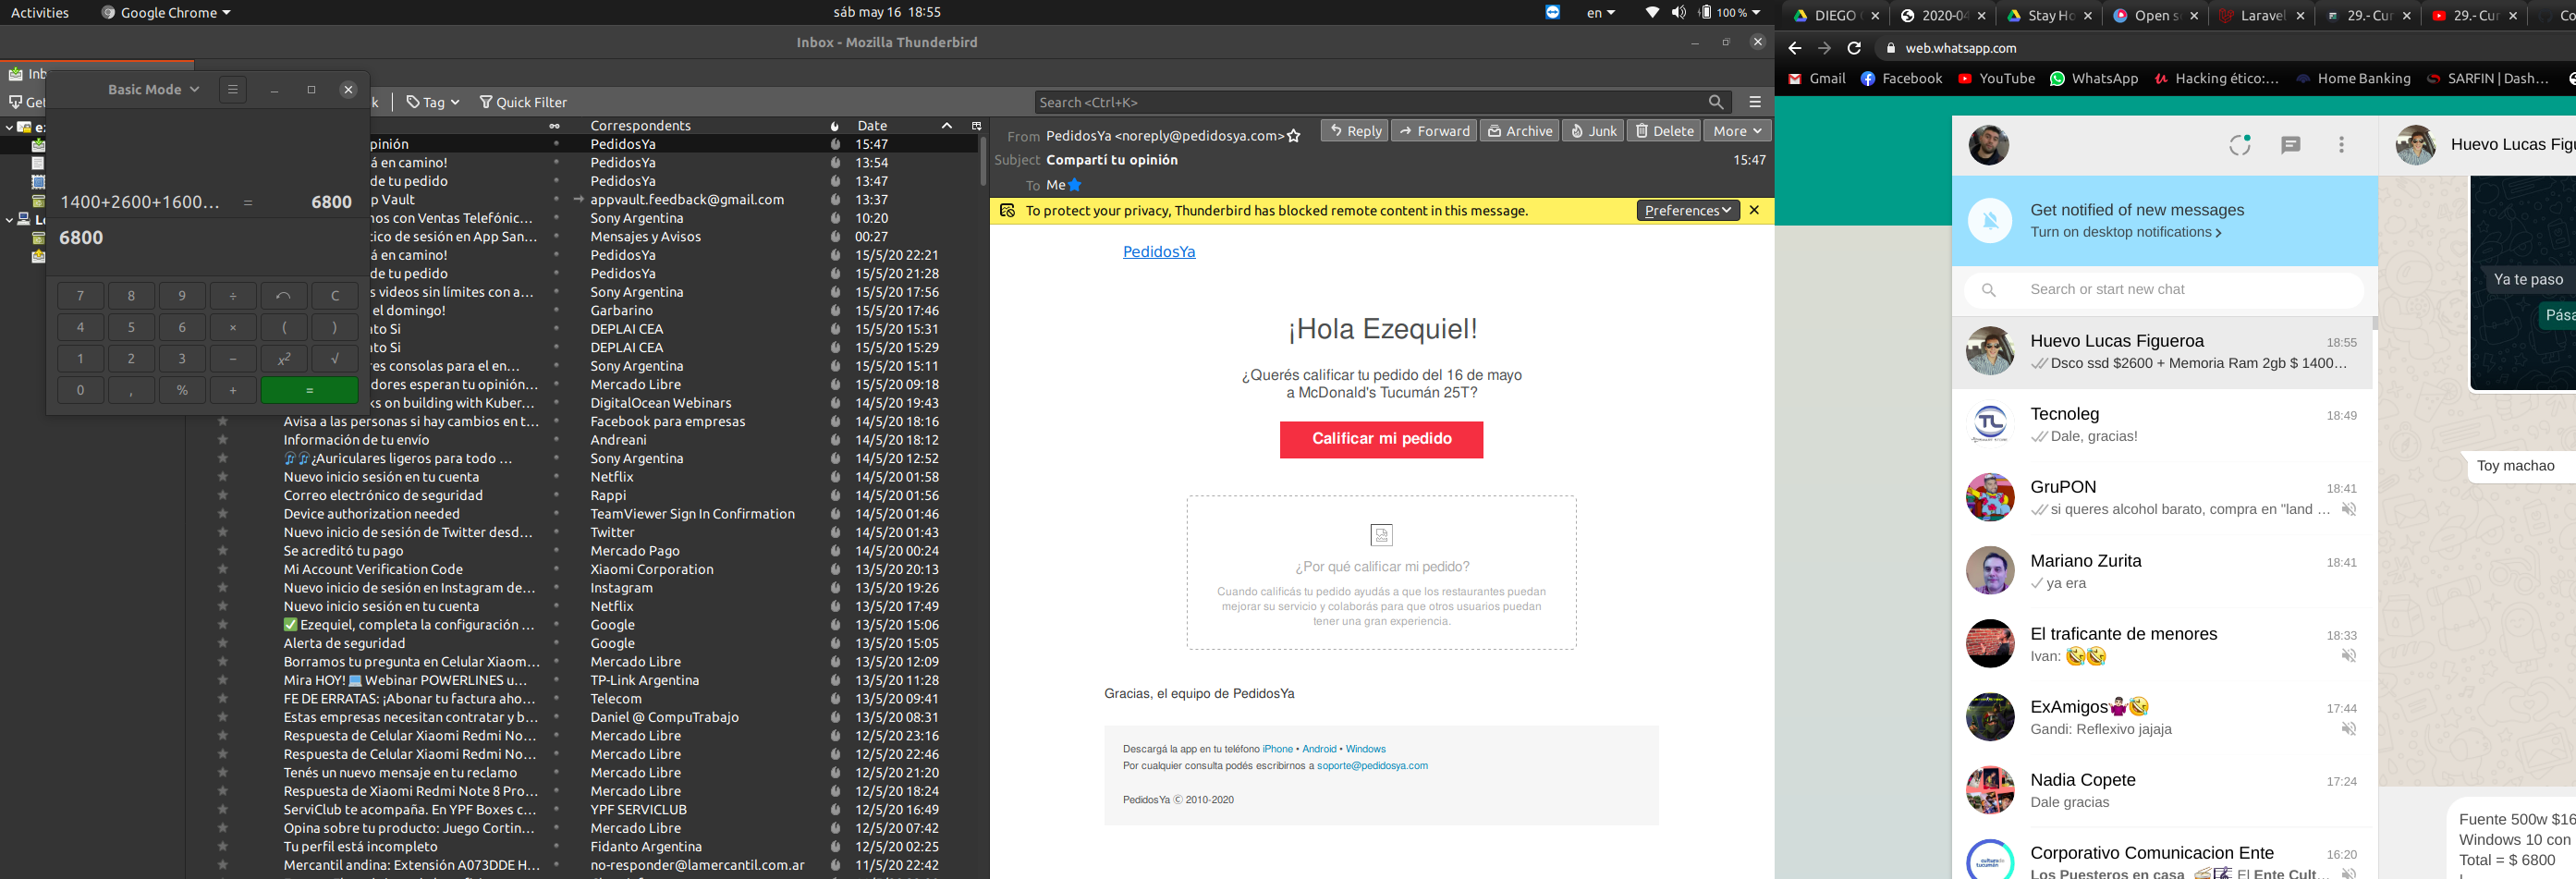 Activities
Google Chrome
sáb may 16 18:55
en
100 %
Inbox - Mozilla Thunderbird
Basic Mode
1400+2600+1600… = 6800
6800
7 8 9 ÷ C
4 5 6 × ( )
1 2 3 − x² √
0 , % + =
Tag
Quick Filter
Search <Ctrl+K>
Correspondents Date
pinión PedidosYa 15:47
á en camino! PedidosYa 13:54
de tu pedido PedidosYa 13:47
p Vault appvault.feedback@gmail.com 13:37
nos con Ventas Telefónic… Sony Argentina 10:20
tico de sesión en App San… Mensajes y Avisos 00:27
á en camino! PedidosYa 15/5/20 22:21
de tu pedido PedidosYa 15/5/20 21:28
s videos sin límites con a… Sony Argentina 15/5/20 17:56
el domingo! Garbarino 15/5/20 17:46
nto Si DEPLAI CEA 15/5/20 15:31
nto Si DEPLAI CEA 15/5/20 15:29
res consolas para el en… Sony Argentina 15/5/20 15:11
dores esperan tu opinión… Mercado Libre 15/5/20 09:18
ks on building with Kuber… DigitalOcean Webinars 14/5/20 19:43
Avisa a las personas si hay cambios en t… Facebook para empresas 14/5/20 18:16
Información de tu envío Andreani 14/5/20 18:12
🎧🎧¿Auriculares ligeros para todo … Sony Argentina 14/5/20 12:52
Nuevo inicio sesión en tu cuenta Netflix 14/5/20 01:58
Correo electrónico de seguridad Rappi 14/5/20 01:56
Device authorization needed TeamViewer Sign In Confirmation 14/5/20 01:46
Nuevo inicio de sesión de Twitter desd… Twitter 14/5/20 01:43
Se acreditó tu pago Mercado Pago 14/5/20 00:24
Mi Account Verification Code Xiaomi Corporation 13/5/20 20:13
Nuevo inicio de sesión en Instagram de… Instagram 13/5/20 19:26
Nuevo inicio sesión en tu cuenta Netflix 13/5/20 17:49
✅ Ezequiel, completa la configuración … Google 13/5/20 15:06
Alerta de seguridad Google 13/5/20 15:05
Borramos tu pregunta en Celular Xiaom… Mercado Libre 13/5/20 12:09
Mira HOY! 💻 Webinar POWERLINES u… TP-Link Argentina 13/5/20 11:28
FE DE ERRATAS: ¡Abonar tu factura aho… Telecom 13/5/20 09:41
Estas empresas necesitan contratar y b… Daniel @ CompuTrabajo 13/5/20 08:31
Respuesta de Celular Xiaomi Redmi No… Mercado Libre 12/5/20 23:16
Respuesta de Celular Xiaomi Redmi No… Mercado Libre 12/5/20 22:46
Tenés un nuevo mensaje en tu reclamo Mercado Libre 12/5/20 21:20
Respuesta de Xiaomi Redmi Note 8 Pro… Mercado Libre 12/5/20 18:24
ServiClub te acompaña. En YPF Boxes c… YPF SERVICLUB 12/5/20 16:49
Opina sobre tu producto: Juego Cortin… Mercado Libre 12/5/20 07:42
Tu perfil está incompleto Fidanto Argentina 12/5/20 02:25
Mercantil andina: Extensión A073DDE H… no-responder@lamercantil.com.ar 11/5/20 22:42
From PedidosYa <noreply@pedidosya.com>
Reply Forward Archive Junk Delete More
Subject Compartí tu opinión 15:47
To Me
To protect your privacy, Thunderbird has blocked remote content in this message.
Preferences
PedidosYa
¡Hola Ezequiel!
¿Querés calificar tu pedido del 16 de mayo
a McDonald's Tucumán 25T?
Calificar mi pedido
¿Por qué calificar mi pedido?
Cuando calificás tu pedido ayudás a que los restaurantes puedan
mejorar su servicio y colaborás para que otros usuarios puedan
tener una gran experiencia.
Gracias, el equipo de PedidosYa
Descargá la app en tu teléfono iPhone • Android • Windows
Por cualquier consulta podés escribirnos a soporte@pedidosya.com
PedidosYa © 2010-2020
DIEGO
2020-04
Stay Ho
Open s
Laravel
29.- Cur
29.- Cur
Co
web.whatsapp.com
Gmail Facebook YouTube WhatsApp Hacking ético:… Home Banking SARFIN | Dash…
Get notified of new messages
Turn on desktop notifications
Search or start new chat
Huevo Lucas Figueroa 18:55
Dsco ssd $2600 + Memoria Ram 2gb $ 1400…
Tecnoleg 18:49
Dale, gracias!
GruPON 18:41
si queres alcohol barato, compra en "land …
Mariano Zurita 18:41
ya era
El traficante de menores 18:33
Ivan: 🤣🤣
ExAmigos🤷🏻‍♂️🤣 17:44
Gandi: Reflexivo jajaja
Nadia Copete 17:24
Dale gracias
Corporativo Comunicacion Ente 16:20
Los Puesteros en casa El Ente Cult…
Huevo Lucas Figu
Ya te paso
Pása
Toy machao
Fuente 500w $16
Windows 10 con
Total = $ 6800